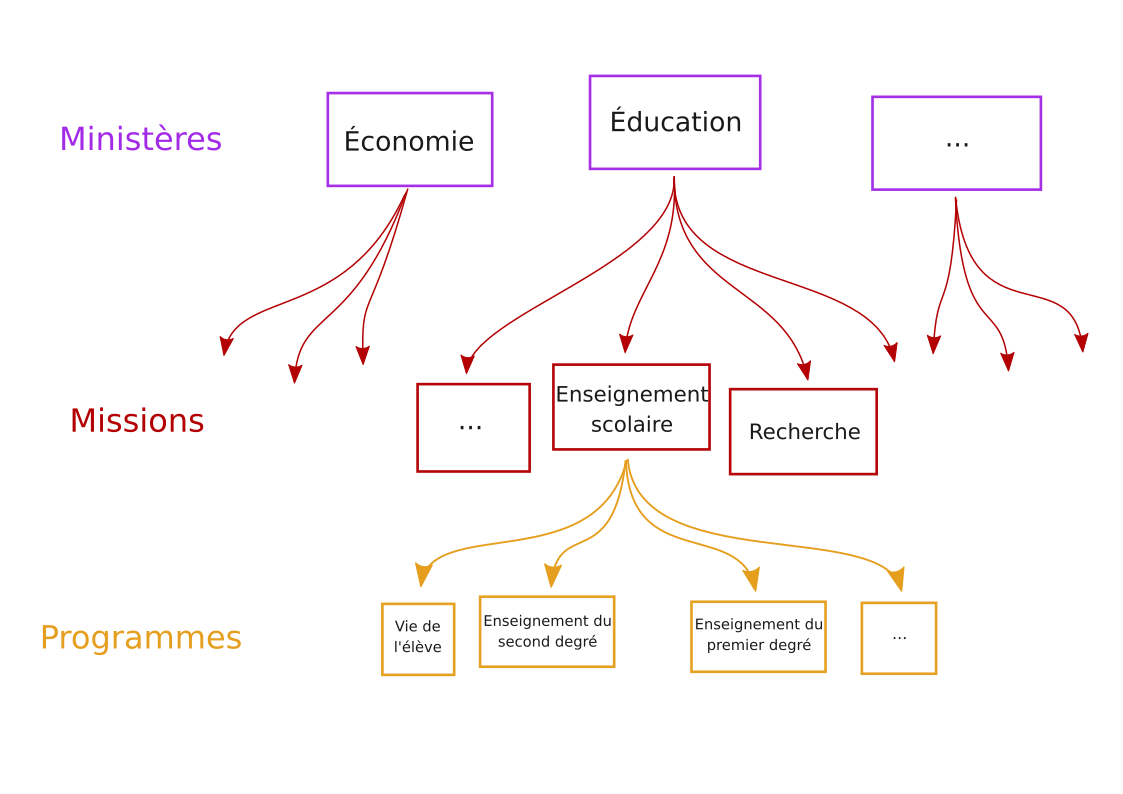 Ministères
Économie
Éducation
...
Missions
...
Enseignement
scolaire
Recherche
Programmes
Vie de
l'élève
Enseignement du
second degré
Enseignement du
premier degré
...